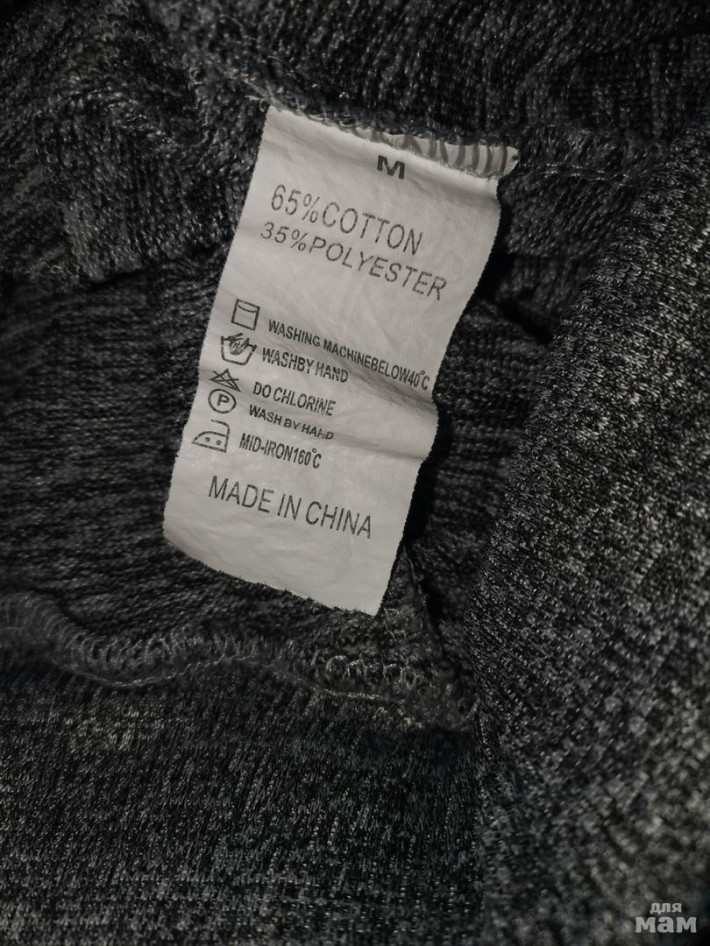 M
65%COTTON
35%POLYESTER
WASHING MACHINEBELOW40°C
WASHBY HAND
DO CHLORINE
P
WASH BY HAND
MID-IRON160°C
MADE IN CHINA
для
мам